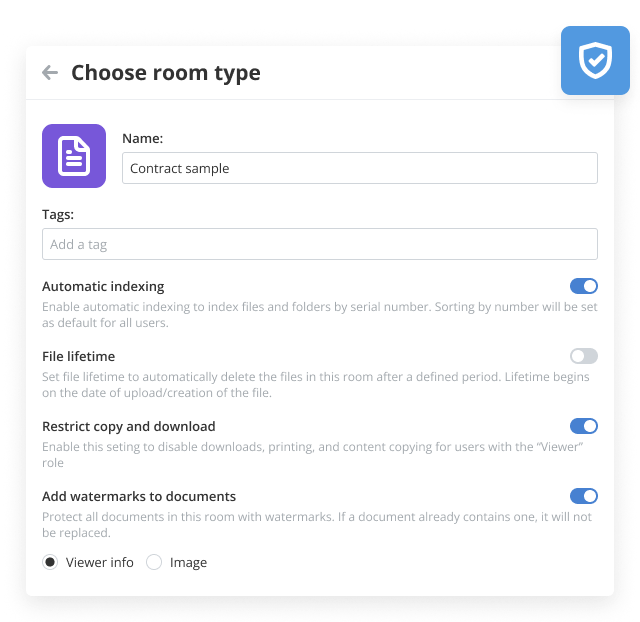 Choose room type
Name:
Contract sample
Tags:
Add a tag
Automatic indexing
Enable automatic indexing to index files and folders by serial number. Sorting by number will be set
as default for all users.
File lifetime
Set file lifetime to automatically delete the files in this room after a defined period. Lifetime begins
on the date of upload/creation of the file.
Restrict copy and download
Enable this seting to disable downloads, printing, and content copying for users with the “Viewer”
role
Add watermarks to documents
Protect all documents in this room with watermarks. If a document already contains one, it will not
be replaced.
Viewer info Image